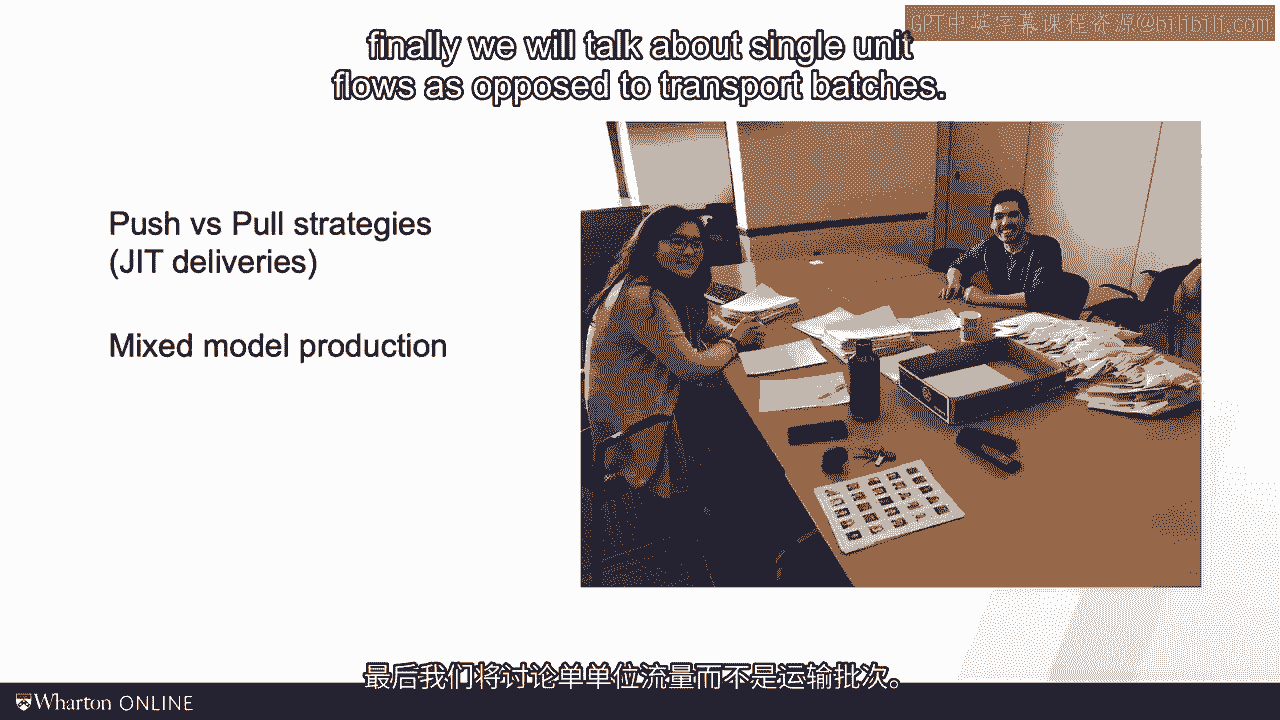 GPT中英字幕课程资源@bilibili.com
finally we will talk about single unit
flows as opposed to transport batches.
Push vs Pull strategies
(JIT deliveries)
Mixed model production
最后我们将讨论单单位流量而不是运输批次。
Wharton ONLINE